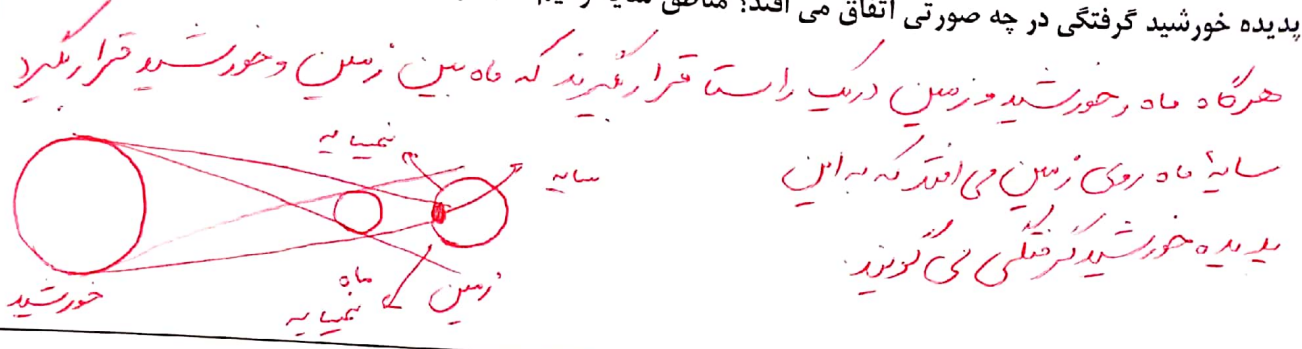 پدیده خورشید گرفتگی در چه صورتی اتفاق می افتد؟ مناطق سایه
هرگاه ماه و خورشید و زمین در یک راستا قرار بگیرند که ماه بین زمین و خورشید قرار بگیرد
سایهٔ ماه روی زمین می افتد که به این
پدیده خورشید گرفتگی می گویند
نیمسایه
سایه
خورشید
ماه
زمین
نیمسایه